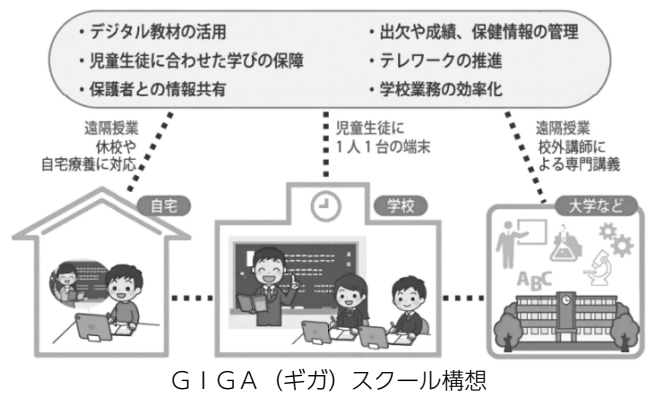 ・デジタル教材の活用
・児童生徒に合わせた学びの保障
・保護者との情報共有
・出欠や成績、保健情報の管理
・テレワークの推進
・学校業務の効率化
遠隔授業
休校や
自宅療養に対応
児童生徒に
1人1台の端末
遠隔授業
校外講師に
よる専門講義
自宅
学校
大学など
ABC
ＧＩＧＡ（ギガ）スクール構想